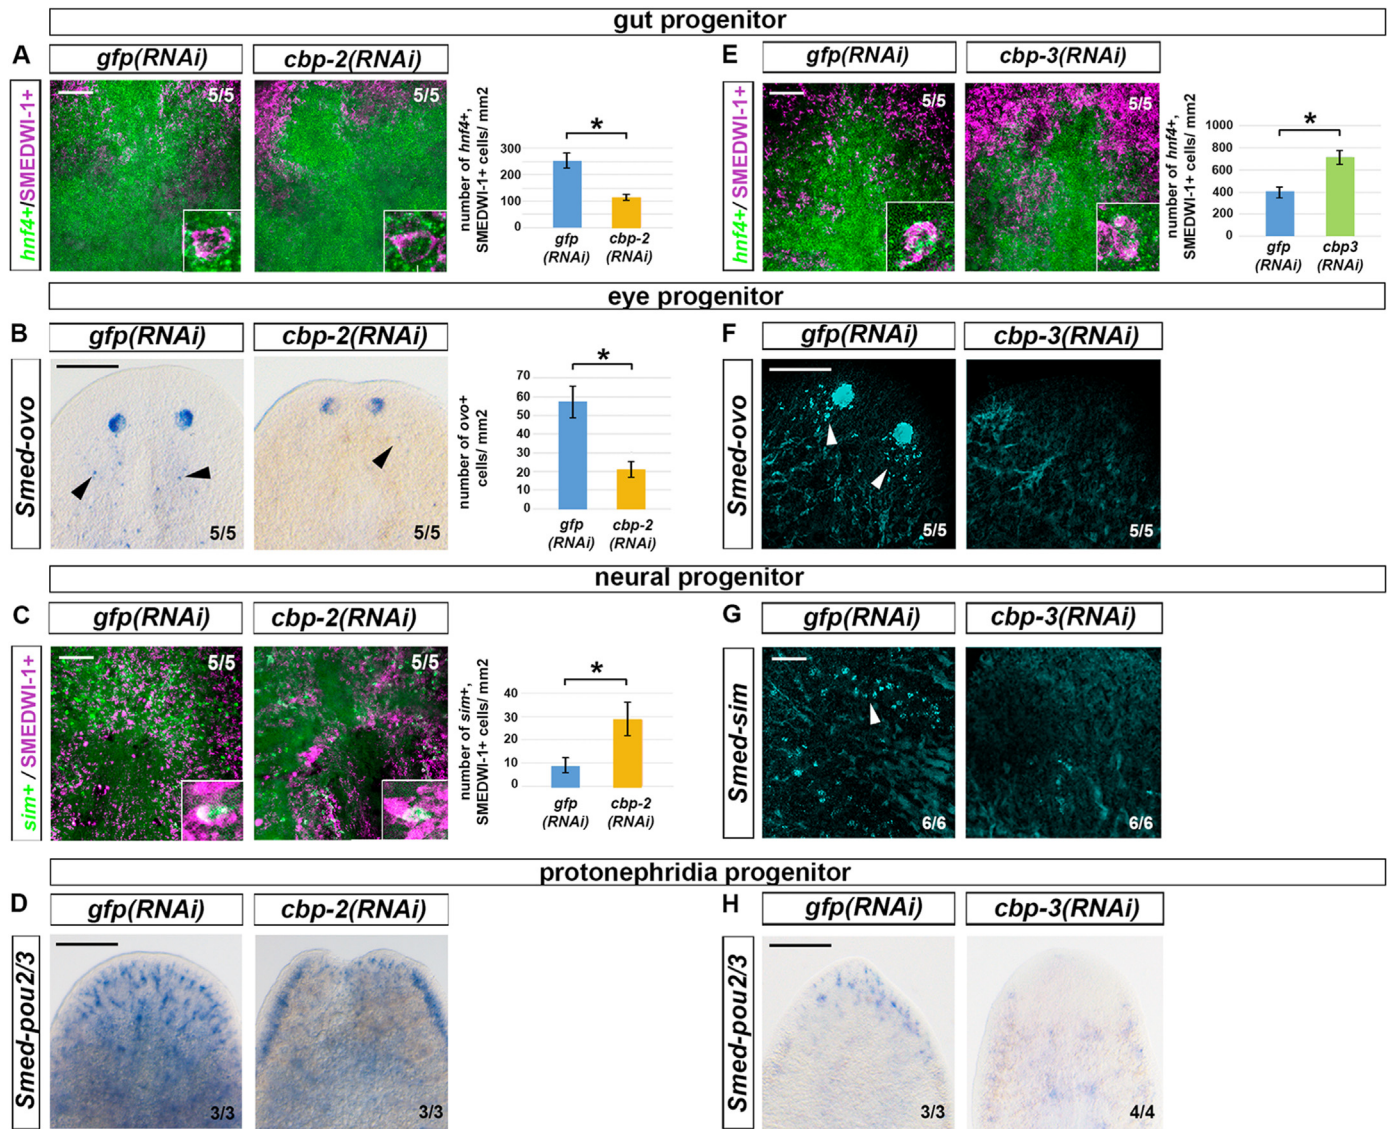 gut progenitor
A
gfp(RNAi)
cbp-2(RNAi)
hnf4+/SMEDWI-1+
5/5
5/5
number of hnf4+,
SMEDWI-1+ cells/ mm2
300
200
100
0
*
gfp
(RNAi)
cbp-2
(RNAi)
E
gfp(RNAi)
cbp-3(RNAi)
hnf4+/ SMEDWI-1+
5/5
5/5
number of hnf4+,
SMEDWI-1+ cells/ mm2
1000
800
600
400
200
0
*
gfp
(RNAi)
cbp3
(RNAi)
eye progenitor
B
gfp(RNAi)
cbp-2(RNAi)
Smed-ovo
5/5
5/5
number of ovo+
cells/ mm2
70
60
50
40
30
20
10
0
*
gfp
(RNAi)
cbp-2
(RNAi)
F
gfp(RNAi)
cbp-3(RNAi)
Smed-ovo
5/5
5/5
neural progenitor
C
gfp(RNAi)
cbp-2(RNAi)
sim+ / SMEDWI-1+
5/5
5/5
number of sim+,
SMEDWI-1+ cells/ mm2
40
30
20
10
0
*
gfp
(RNAi)
cbp-2
(RNAi)
G
gfp(RNAi)
cbp-3(RNAi)
Smed-sim
6/6
6/6
protonephridia progenitor
D
gfp(RNAi)
cbp-2(RNAi)
Smed-pou2/3
3/3
3/3
H
gfp(RNAi)
cbp-3(RNAi)
Smed-pou2/3
3/3
4/4